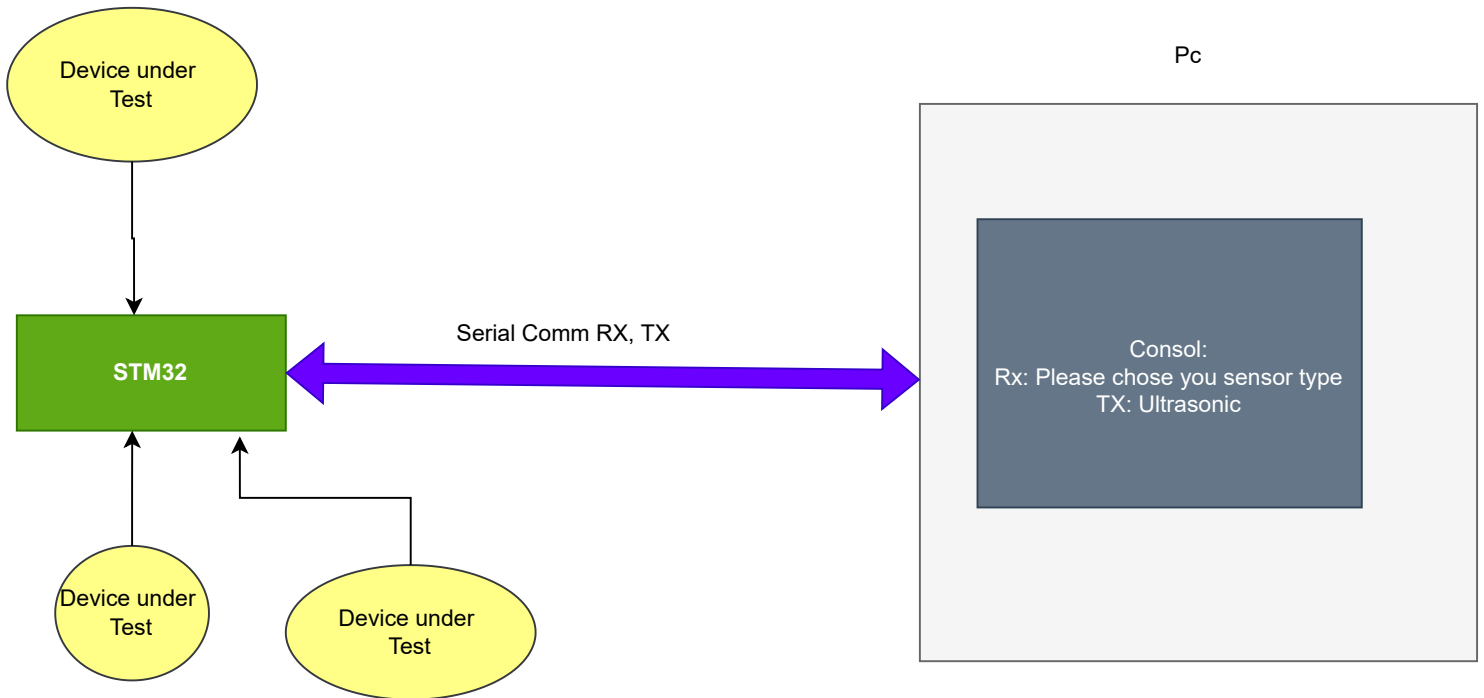 Device under
Test
Pc
Serial Comm RX, TX
STM32
Consol:
Rx: Please chose you sensor type
TX: Ultrasonic
Device under
Test
Device under
Test